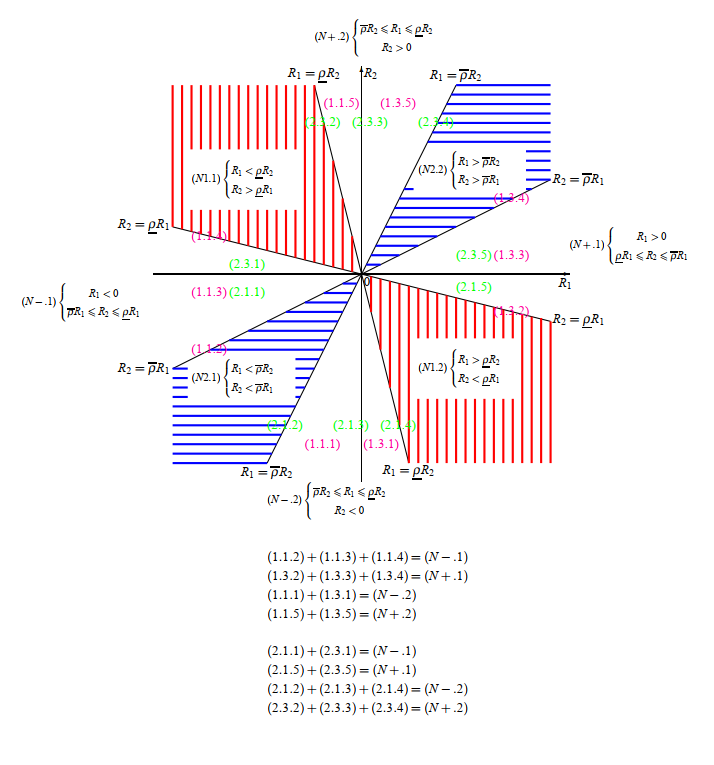 (N+.2) { ρ̅R₂ ⩽ R₁ ⩽ ρ̲R₂
R₂ > 0
R₁ = ρ̲R₂ R₂ R₁ = ρ̅R₂
(1.1.5) (1.3.5)
(2.3.2) (2.3.3) (2.3.4)
(N1.1) { R₁ < ρ̲R₂
R₂ > ρ̲R₁
(N2.2) { R₁ > ρ̅R₂
R₂ > ρ̅R₁
R₂ = ρ̅R₁
(1.3.4)
R₂ = ρ̲R₁
(1.1.4)
(N+.1) { R₁ > 0
ρ̲R₁ ⩽ R₂ ⩽ ρ̅R₁
(2.3.5) (1.3.3)
(2.3.1)
0 R₁
(N−.1) { R₁ < 0
ρ̅R₁ ⩽ R₂ ⩽ ρ̲R₁
(1.1.3) (2.1.1) (2.1.5)
(1.3.2)
R₂ = ρ̲R₁
(1.1.2)
R₂ = ρ̅R₁
(N2.1) { R₁ < ρ̅R₂
R₂ < ρ̅R₁
(N1.2) { R₁ > ρ̲R₂
R₂ < ρ̲R₁
(2.1.2) (2.1.3) (2.1.4)
(1.1.1) (1.3.1)
R₁ = ρ̅R₂ R₁ = ρ̲R₂
(N−.2) { ρ̅R₂ ⩽ R₁ ⩽ ρ̲R₂
R₂ < 0
(1.1.2) + (1.1.3) + (1.1.4) = (N−.1)
(1.3.2) + (1.3.3) + (1.3.4) = (N+.1)
(1.1.1) + (1.3.1) = (N−.2)
(1.1.5) + (1.3.5) = (N+.2)
(2.1.1) + (2.3.1) = (N−.1)
(2.1.5) + (2.3.5) = (N+.1)
(2.1.2) + (2.1.3) + (2.1.4) = (N−.2)
(2.3.2) + (2.3.3) + (2.3.4) = (N+.2)